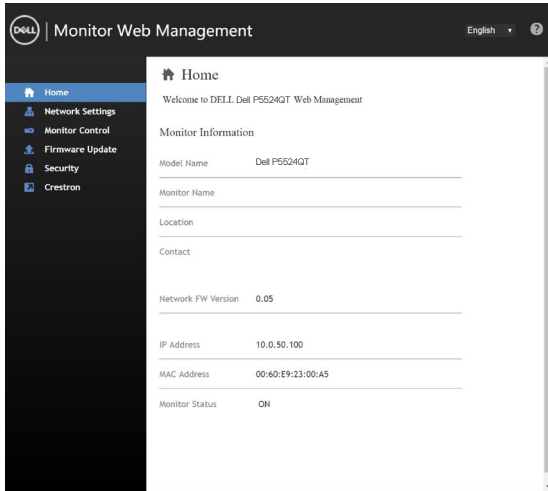 DELL | Monitor Web Management
English
?
Home
Network Settings
Monitor Control
Firmware Update
Security
Crestron
Home
Welcome to DELL Dell P5524QT Web Management
Monitor Information
Model Name Dell P5524QT
Monitor Name
Location
Contact
Network FW Version 0.05
IP Address 10.0.50.100
MAC Address 00:60:E9:23:00:A5
Monitor Status ON